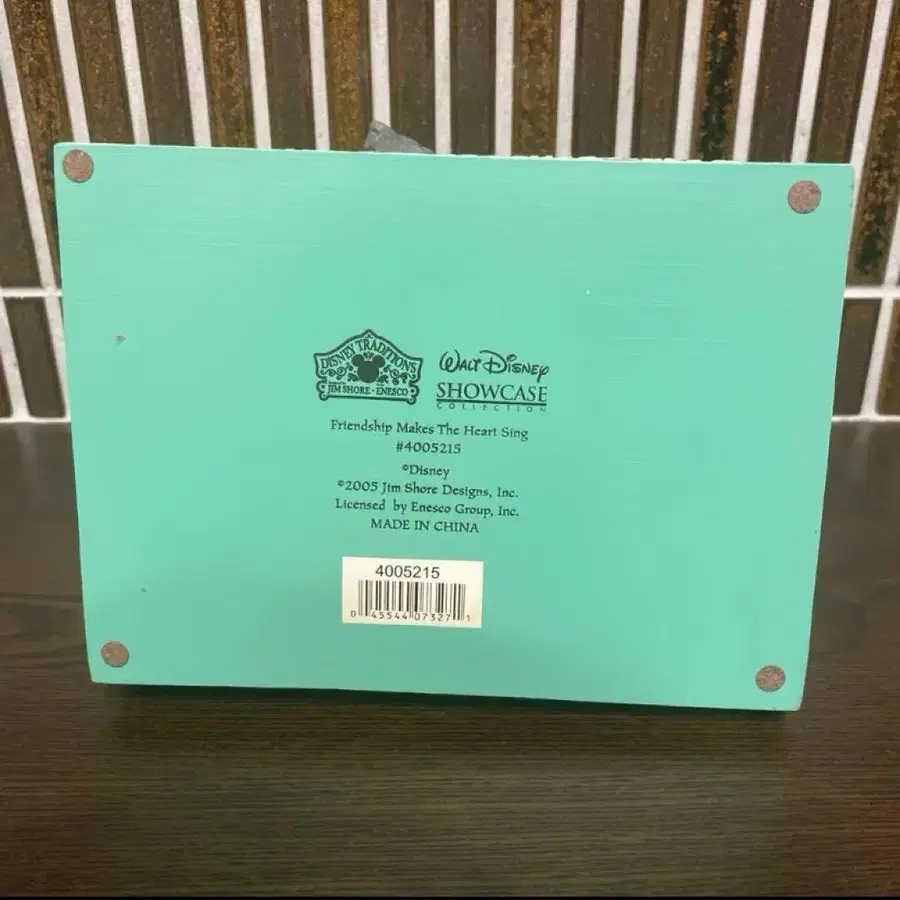 DISNEY TRADITIONS
JIM SHORE • ENESCO
WALT DISNEY
SHOWCASE
COLLECTION
Friendship Makes The Heart Sing
#4005215
©Disney
©2005 Jim Shore Designs, Inc.
Licensed by Enesco Group, Inc.
MADE IN CHINA
4005215
0 45544 07327 1